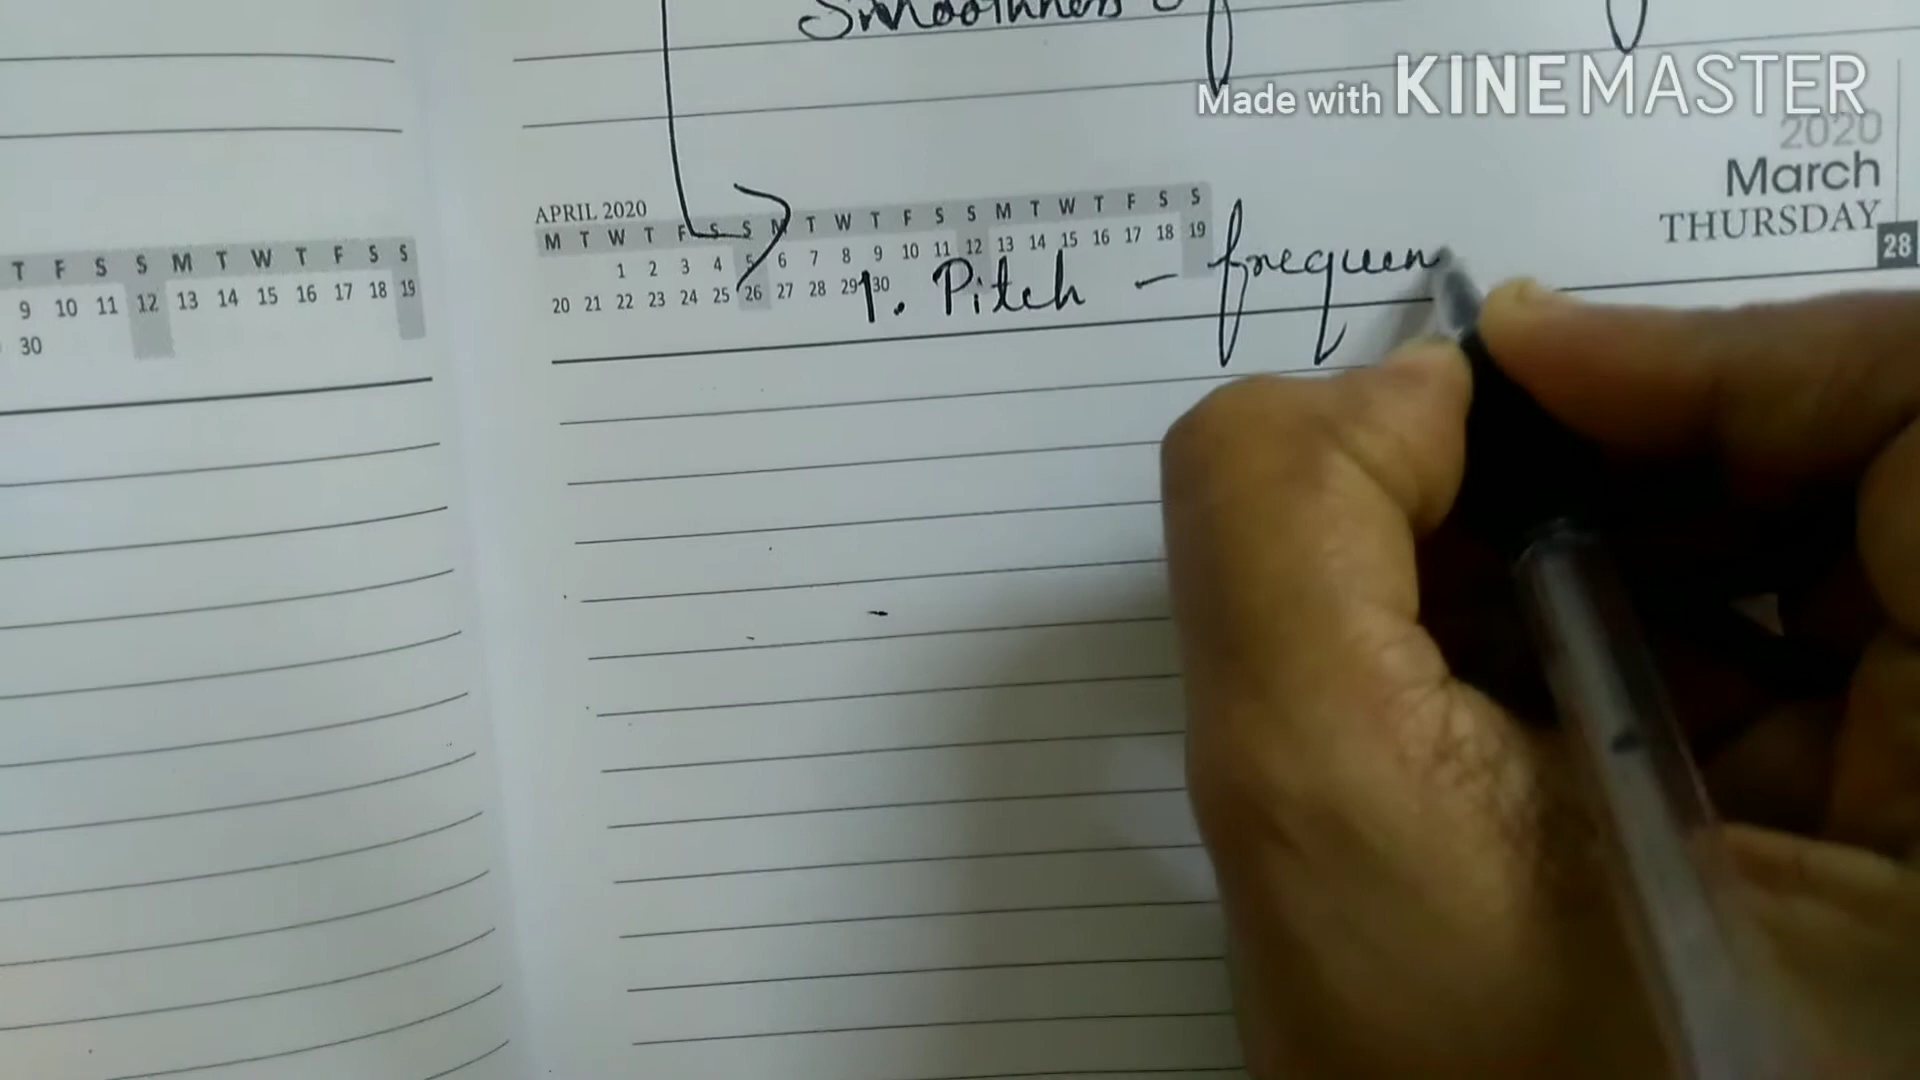 Smoothness of
Made with KINEMASTER
2020
March
THURSDAY
28
APRIL 2020
M T W T F S S M T W T F S S M T W T F S S
1 2 3 4 5 6 7 8 9 10 11 12 13 14 15 16 17 18 19
20 21 22 23 24 25 26 27 28 29 30
1. Pitch - frequen
T F S S M T W T F S S
9 10 11 12 13 14 15 16 17 18 19
30